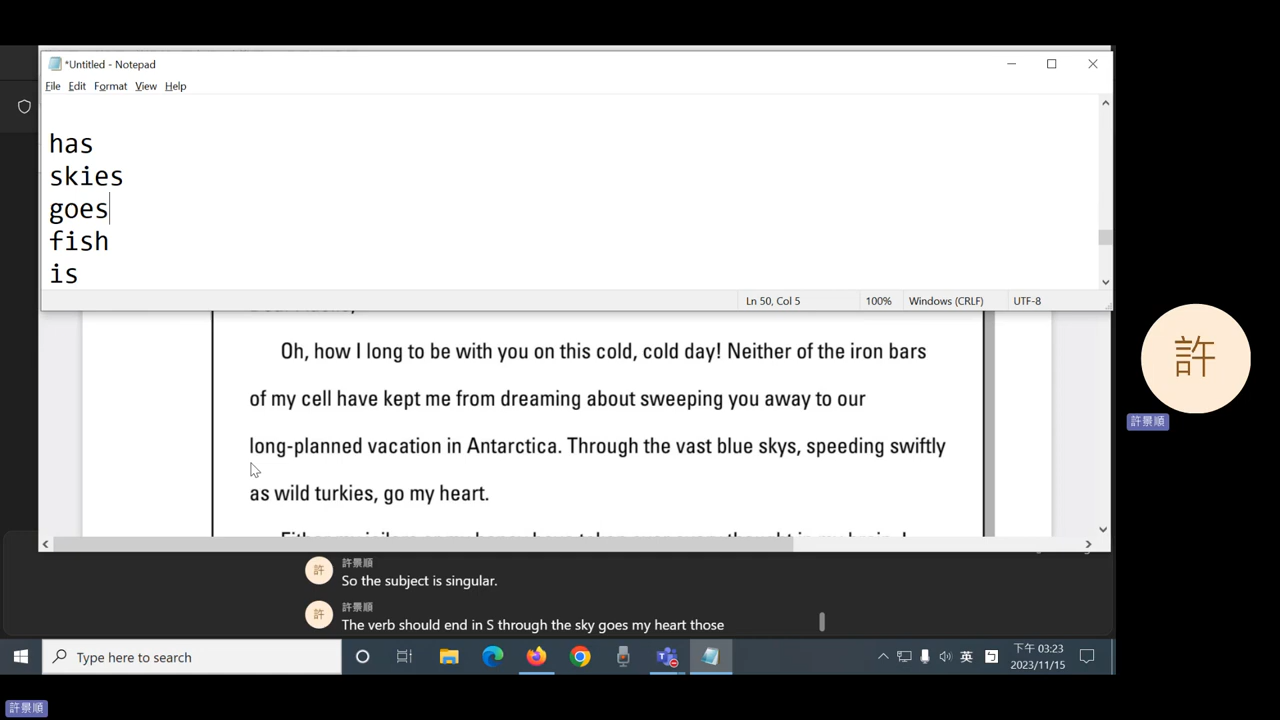 *Untitled - Notepad
File Edit Format View Help
has
skies
goes
fish
is
Ln 50, Col 5 100% Windows (CRLF) UTF-8
Oh, how I long to be with you on this cold, cold day! Neither of the iron bars
of my cell have kept me from dreaming about sweeping you away to our
long-planned vacation in Antarctica. Through the vast blue skys, speeding swiftly
as wild turkies, go my heart.
許
許景順
許
許景順
So the subject is singular.
許
許景順
The verb should end in S through the sky goes my heart those
Type here to search
英
下午 03:23
2023/11/15
許景順